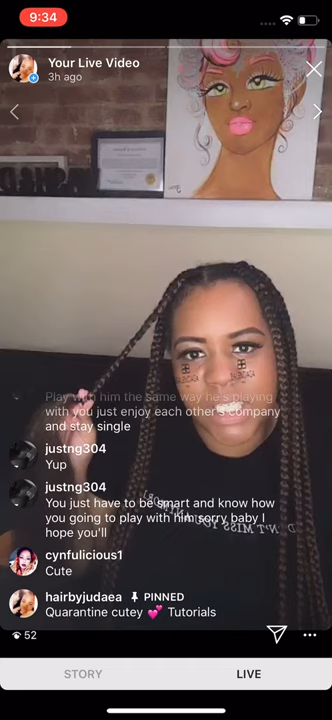 9:34
Your Live Video
3h ago
Play with him the same way he's playing
with you just enjoy each other's company
and stay single
justng304
Yup
justng304
You just have to be smart and know how
you going to play with him sorry baby I
hope you'll
cynfulicious1
Cute
hairbyjudaea PINNED
Quarantine cutey 💕 Tutorials
52
STORY
LIVE